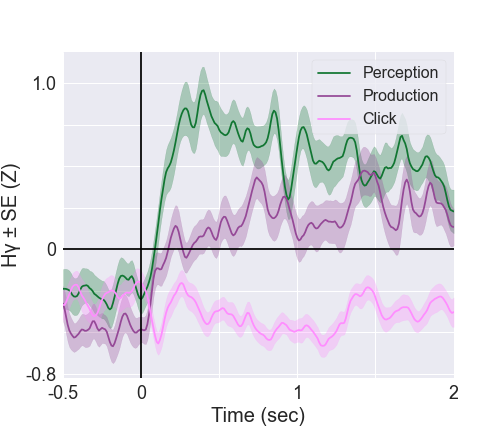 Perception
Production
Click
Hγ ± SE (Z)
1.0
0
-0.8
-0.5
0
1
2
Time (sec)